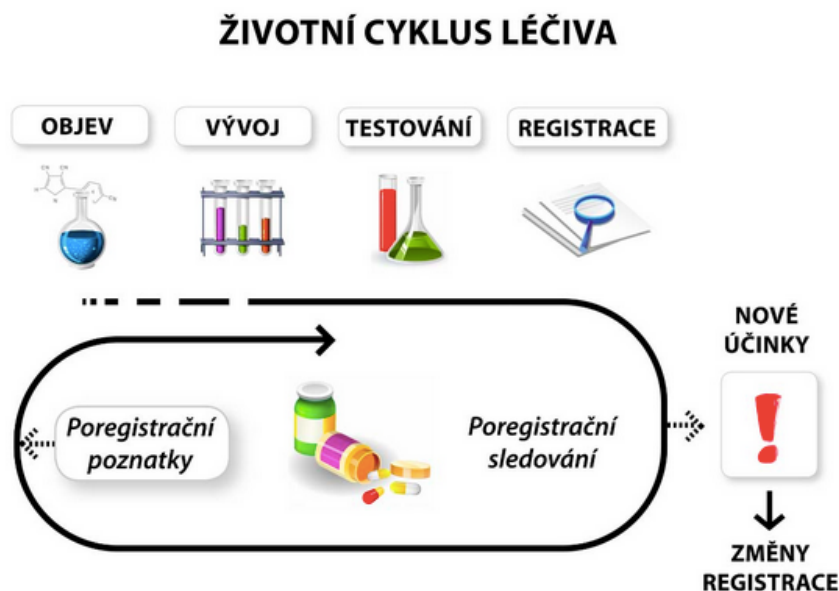 ŽIVOTNÍ CYKLUS LÉČIVA
OBJEV
VÝVOJ
TESTOVÁNÍ
REGISTRACE
NOVÉ
ÚČINKY
Poregistrační
poznatky
Poregistrační
sledování
ZMĚNY
REGISTRACE